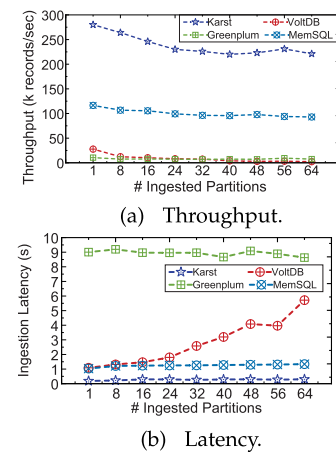 300
250
200
150
100
50
0
Throughput (k records/sec)
Karst VoltDB
Greenplum MemSQL
1 8 16 24 32 40 48 56 64
# Ingested Partitions
(a) Throughput.
10
9
8
7
6
5
4
3
2
1
0
Ingestion Latency (s)
Karst VoltDB
Greenplum MemSQL
1 8 16 24 32 40 48 56 64
# Ingested Partitions
(b) Latency.